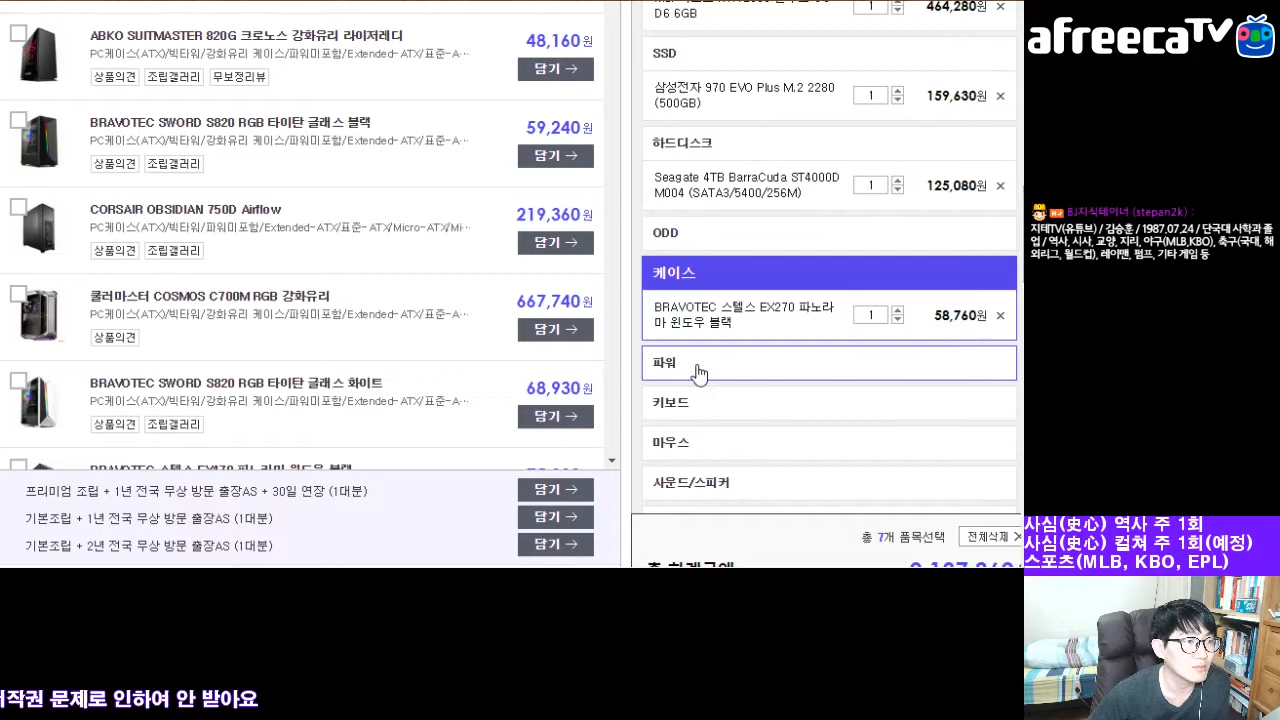 ABKO SUITMASTER 820G 크로노스 강화유리 라이저레디
PC케이스(ATX)/빅타워/강화유리 케이스/파워미포함/Extended-ATX/표준-A…
상품의견 조립갤러리 무보정리뷰
48,160원
담기 →
BRAVOTEC SWORD S820 RGB 타이탄 글래스 블랙
PC케이스(ATX)/빅타워/강화유리 케이스/파워미포함/Extended-ATX/표준-A…
상품의견 조립갤러리
59,240원
담기 →
CORSAIR OBSIDIAN 750D Airflow
PC케이스(ATX)/빅타워/파워미포함/Extended-ATX/표준-ATX/Micro-ATX/Mi…
상품의견 조립갤러리
219,360원
담기 →
쿨러마스터 COSMOS C700M RGB 강화유리
PC케이스(ATX)/빅타워/강화유리 케이스/파워미포함/Extended-ATX/표준-A…
상품의견
667,740원
담기 →
BRAVOTEC SWORD S820 RGB 타이탄 글래스 화이트
PC케이스(ATX)/빅타워/강화유리 케이스/파워미포함/Extended-ATX/표준-A…
상품의견 조립갤러리
68,930원
담기 →
프리미엄 조립 + 1년 전국 무상 방문 출장AS + 30일 연장 (1대분)
담기 →
기본조립 + 1년 전국 무상 방문 출장AS (1대분)
담기 →
기본조립 + 2년 전국 무상 방문 출장AS (1대분)
담기 →
D6 6GB
1
464,280원 ×
SSD
삼성전자 970 EVO Plus M.2 2280
(500GB)
1
159,630원 ×
하드디스크
Seagate 4TB BarraCuda ST4000D
M004 (SATA3/5400/256M)
1
125,080원 ×
ODD
케이스
BRAVOTEC 스텔스 EX270 파노라
마 윈도우 블랙
1
58,760원 ×
파워
키보드
마우스
사운드/스피커
총 7개 품목선택
전체삭제 ×
afreecaTV
BJ BJ지식테이너 (stepan2k) :
지테TV(유튜브) / 김승훈 / 1987.07.24 / 단국대 사학과 졸
업 / 역사, 시사, 교양, 지리, 야구(MLB,KBO), 축구(국대, 해
외리그, 월드컵), 레이맨, 펌프, 기타 게임 등
사심(史心) 역사 주 1회
사심(史心) 컬쳐 주 1회(예정)
스포츠(MLB, KBO, EPL)
저작권 문제로 인하여 안 받아요